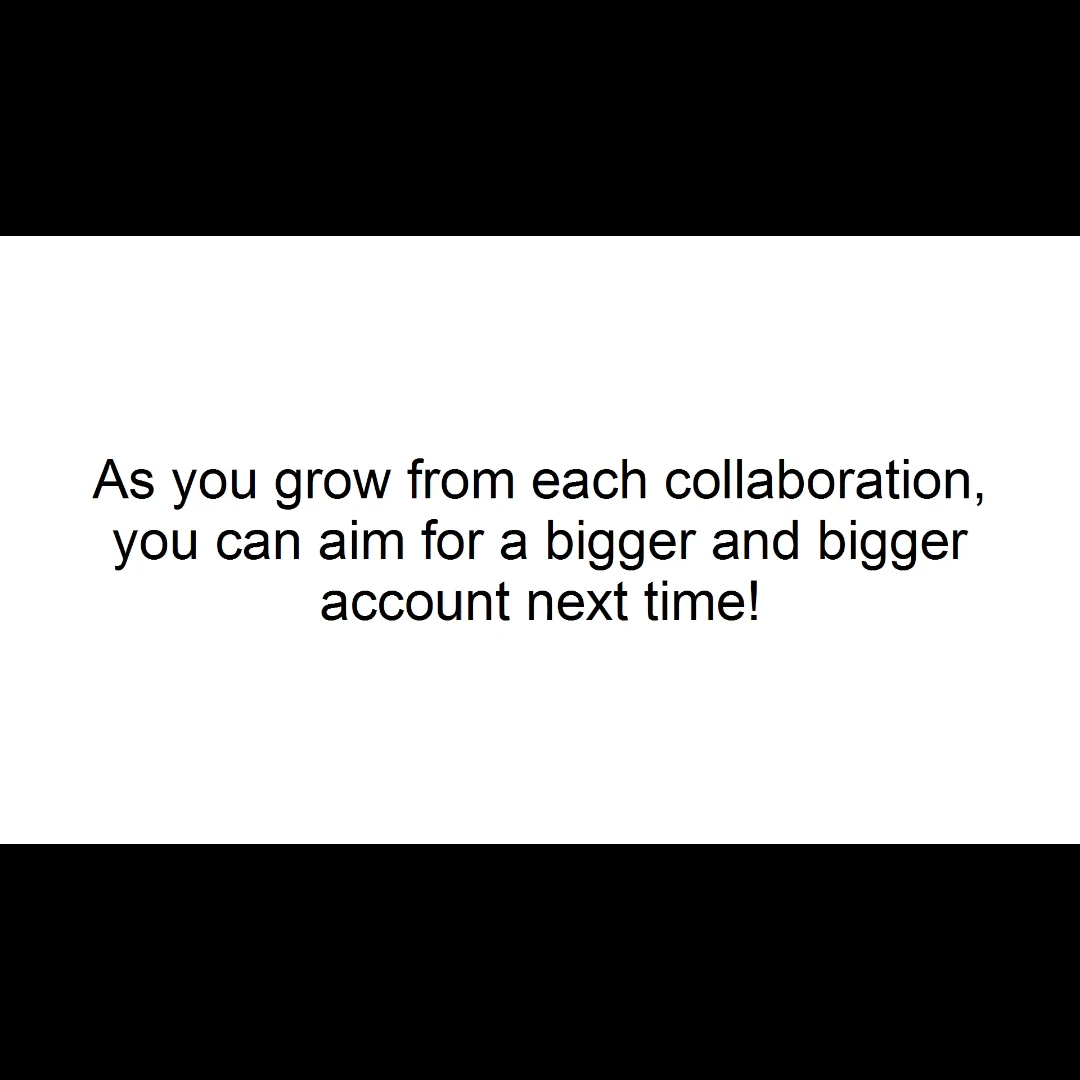 As you grow from each collaboration,
you can aim for a bigger and bigger
account next time!